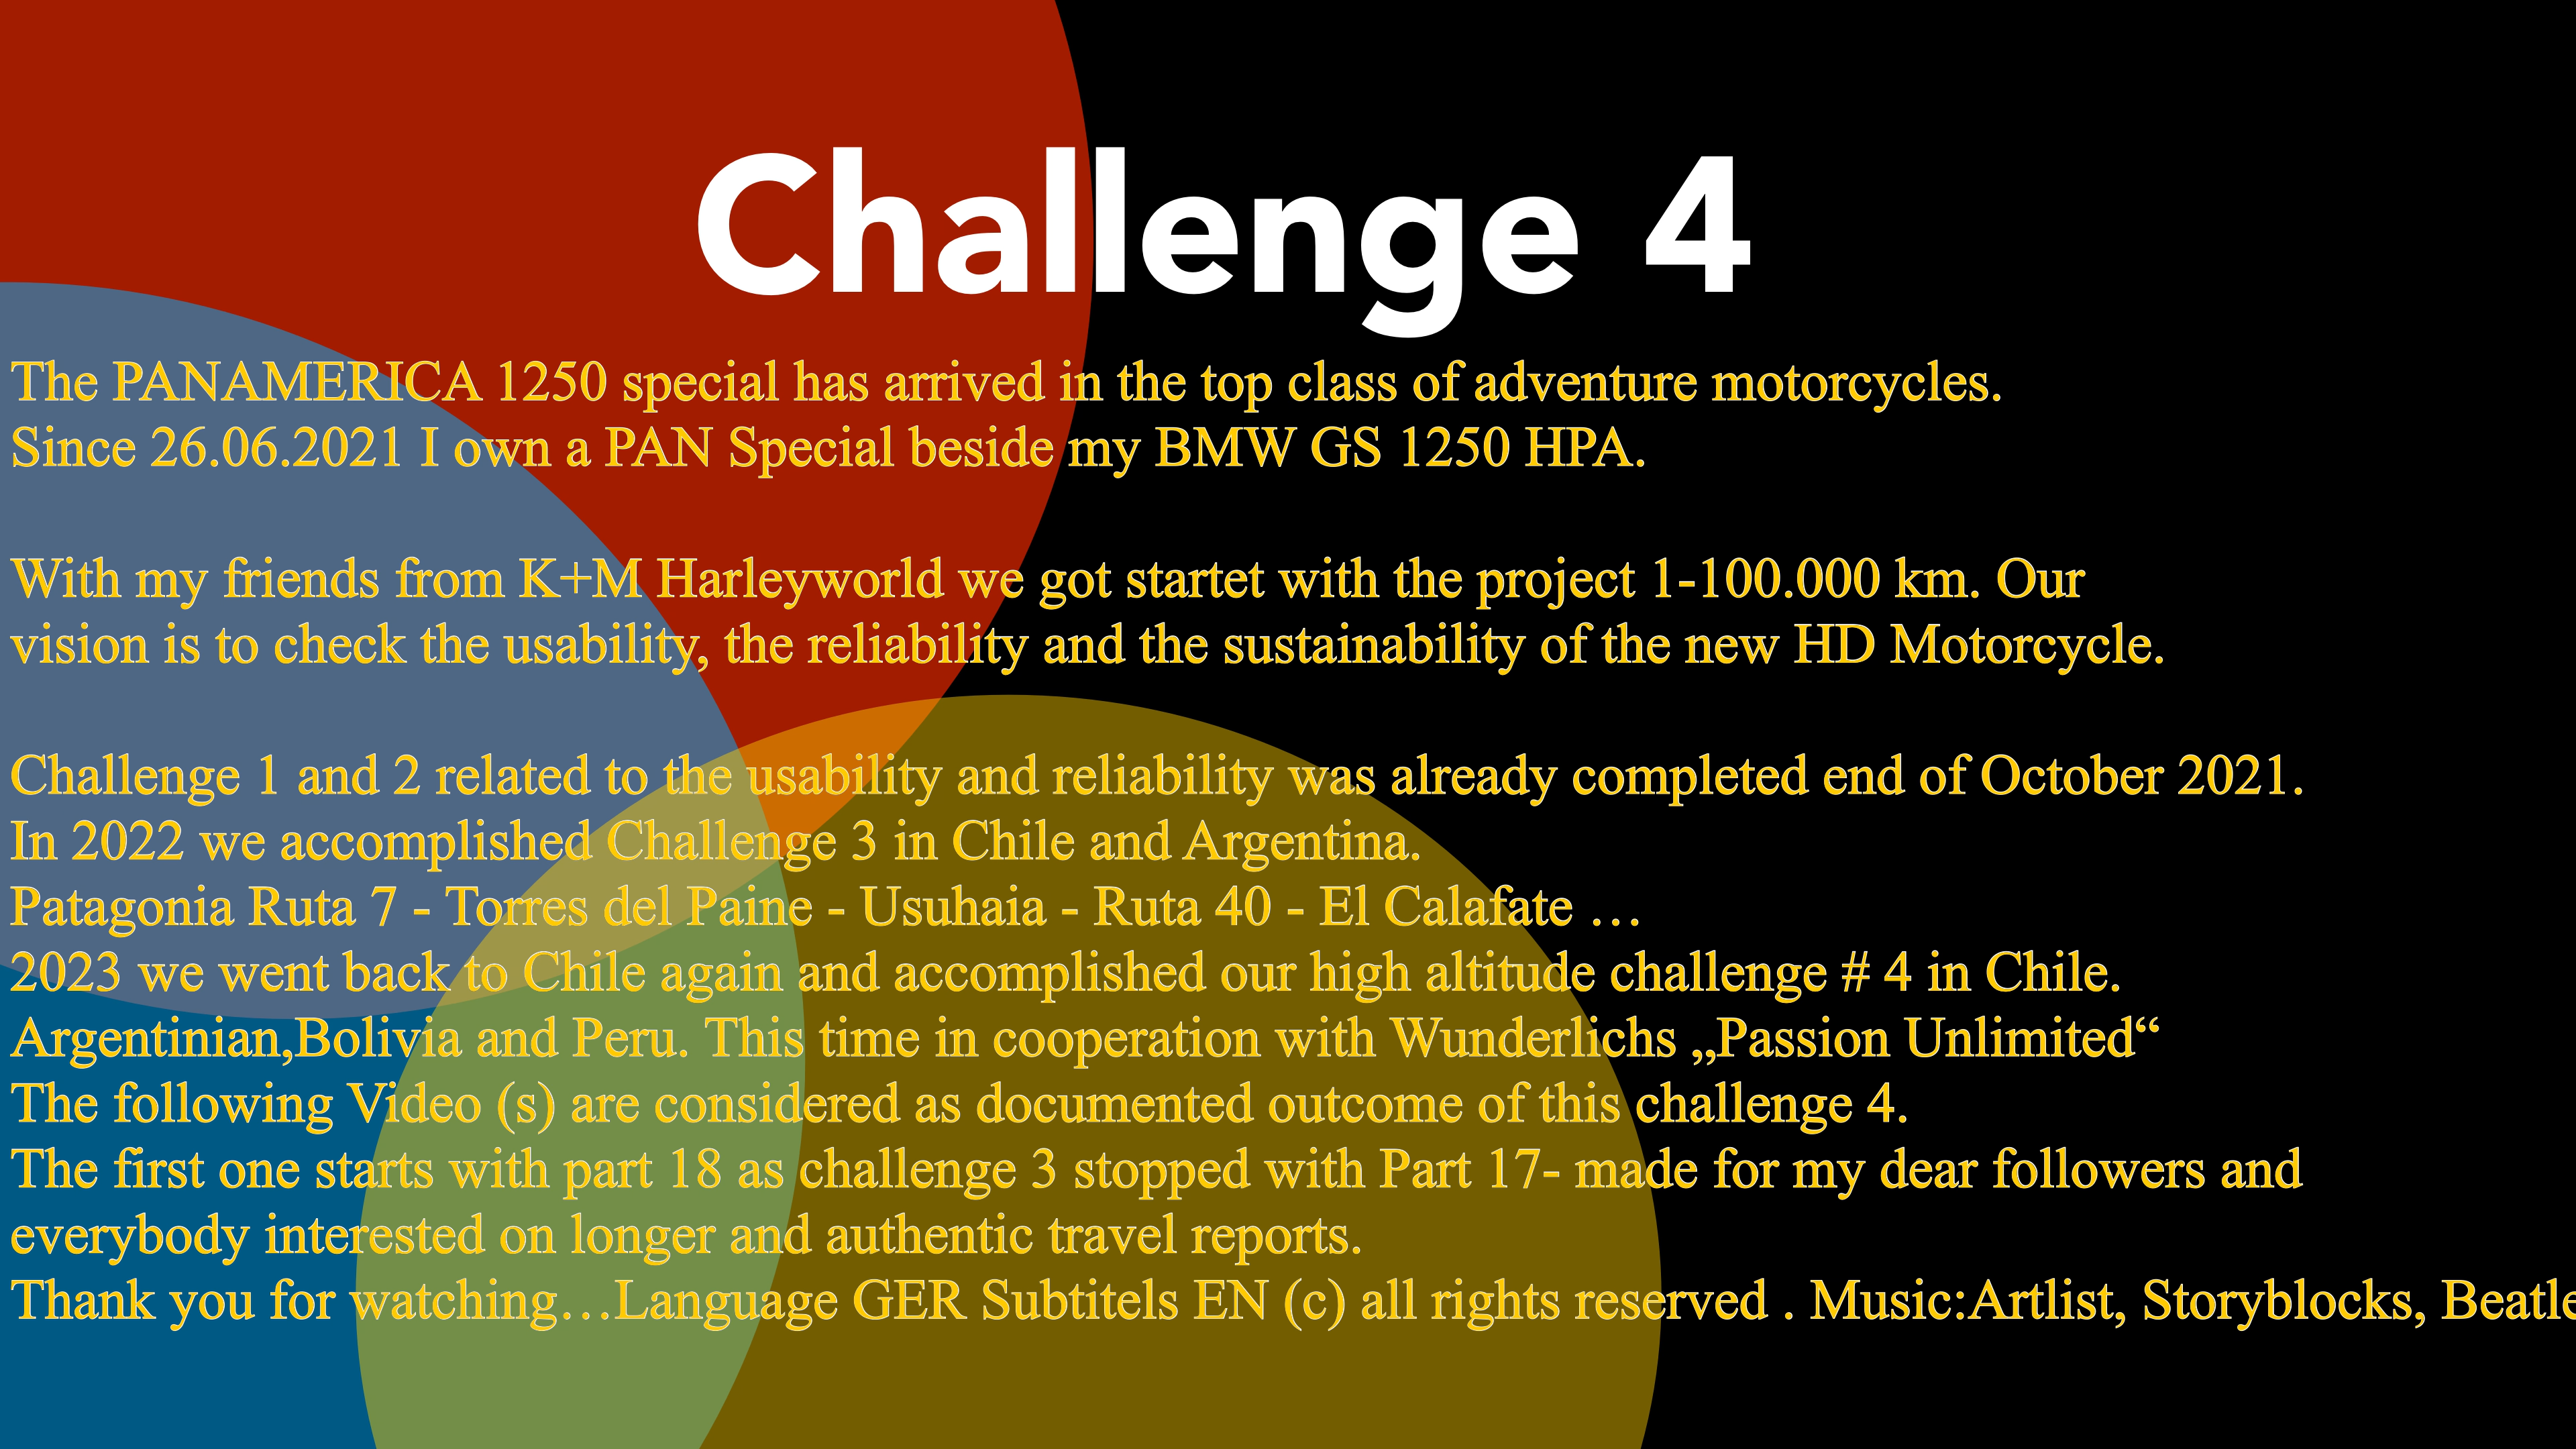 Challenge 4
The PANAMERICA 1250 special has arrived in the top class of adventure motorcycles.
Since 26.06.2021 I own a PAN Special beside my BMW GS 1250 HPA.
With my friends from K+M Harleyworld we got startet with the project 1-100.000 km. Our
vision is to check the usability, the reliability and the sustainability of the new HD Motorcycle.
Challenge 1 and 2 related to the usability and reliability was already completed end of October 2021.
In 2022 we accomplished Challenge 3 in Chile and Argentina.
Patagonia Ruta 7 - Torres del Paine - Usuhaia - Ruta 40 - El Calafate …
2023 we went back to Chile again and accomplished our high altitude challenge # 4 in Chile.
Argentinian,Bolivia and Peru. This time in cooperation with Wunderlichs „Passion Unlimited“
The following Video (s) are considered as documented outcome of this challenge 4.
The first one starts with part 18 as challenge 3 stopped with Part 17- made for my dear followers and
everybody interested on longer and authentic travel reports.
Thank you for watching…Language GER Subtitels EN (c) all rights reserved . Music:Artlist, Storyblocks,